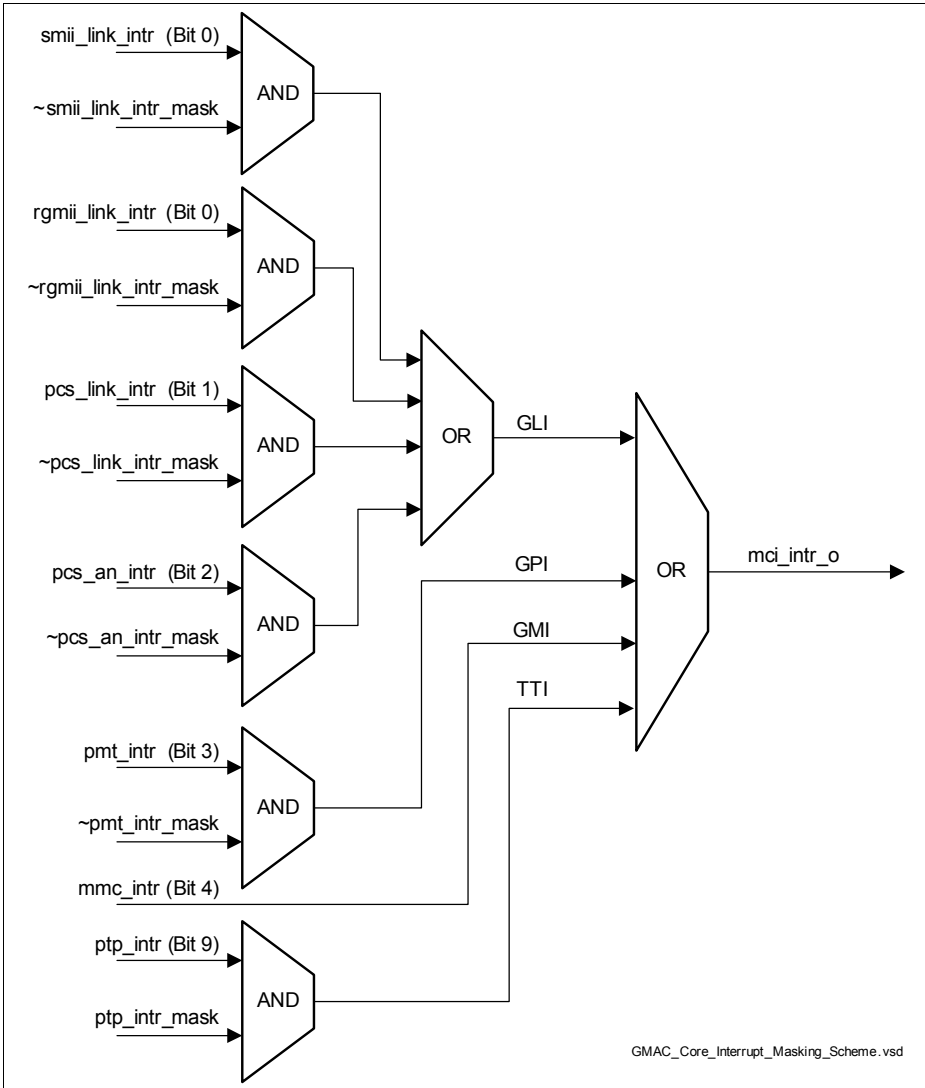 smii_link_intr (Bit 0)
AND
~smii_link_intr_mask
rgmii_link_intr (Bit 0)
AND
~rgmii_link_intr_mask
pcs_link_intr (Bit 1)
AND
~pcs_link_intr_mask
OR
GLI
pcs_an_intr (Bit 2)
AND
~pcs_an_intr_mask
GPI
GMI
TTI
OR
mci_intr_o
pmt_intr (Bit 3)
AND
~pmt_intr_mask
mmc_intr (Bit 4)
ptp_intr (Bit 9)
AND
ptp_intr_mask
GMAC_Core_Interrupt_Masking_Scheme.vsd